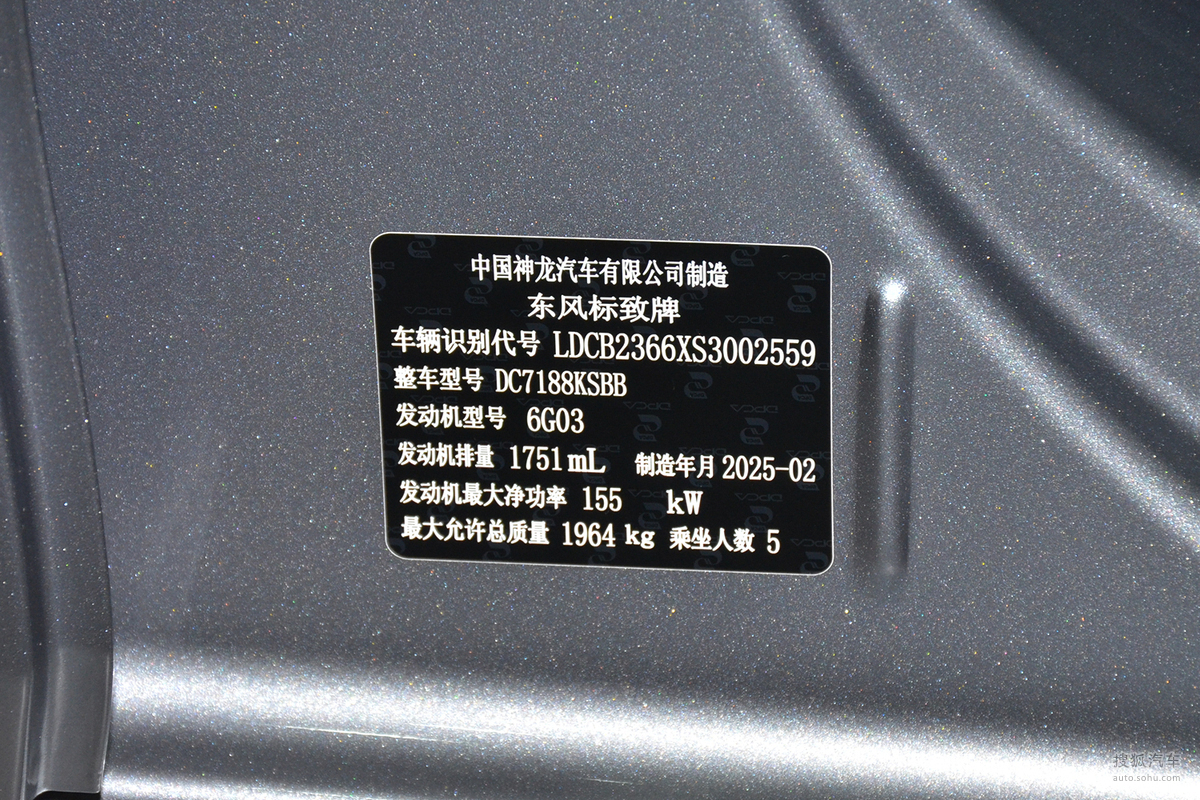 中国神龙汽车有限公司制造
东风标致牌
车辆识别代号 LDCB2366XS3002559
整车型号 DC7188KSBB
发动机型号 6G03
发动机排量 1751mL 制造年月 2025-02
发动机最大净功率 155 kW
最大允许总质量 1964 kg 乘坐人数 5
搜狐汽车
auto.sohu.com